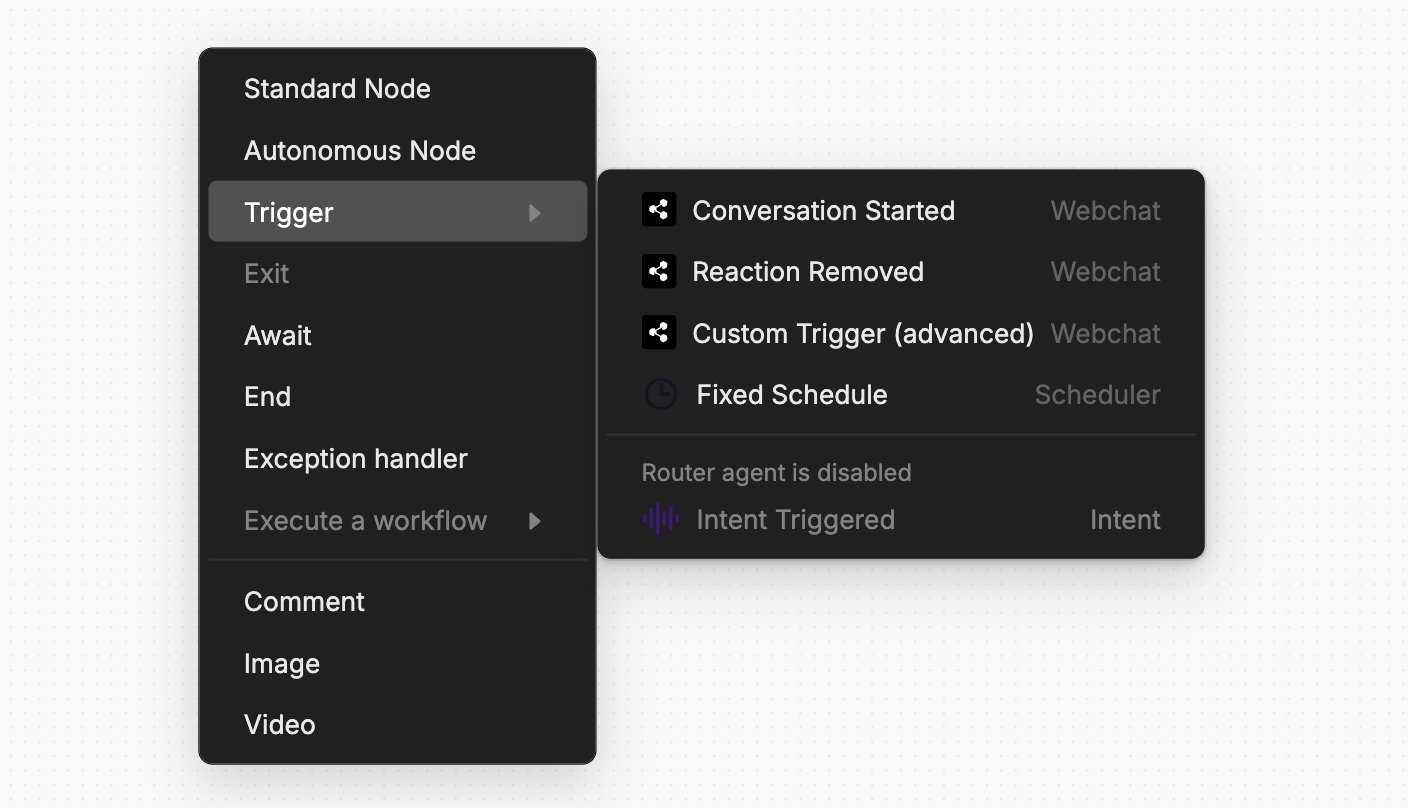 Standard Node
Autonomous Node
Trigger
Exit
Await
End
Exception handler
Execute a workflow
Comment
Image
Video
Conversation Started Webchat
Reaction Removed Webchat
Custom Trigger (advanced) Webchat
Fixed Schedule Scheduler
Router agent is disabled
Intent Triggered Intent